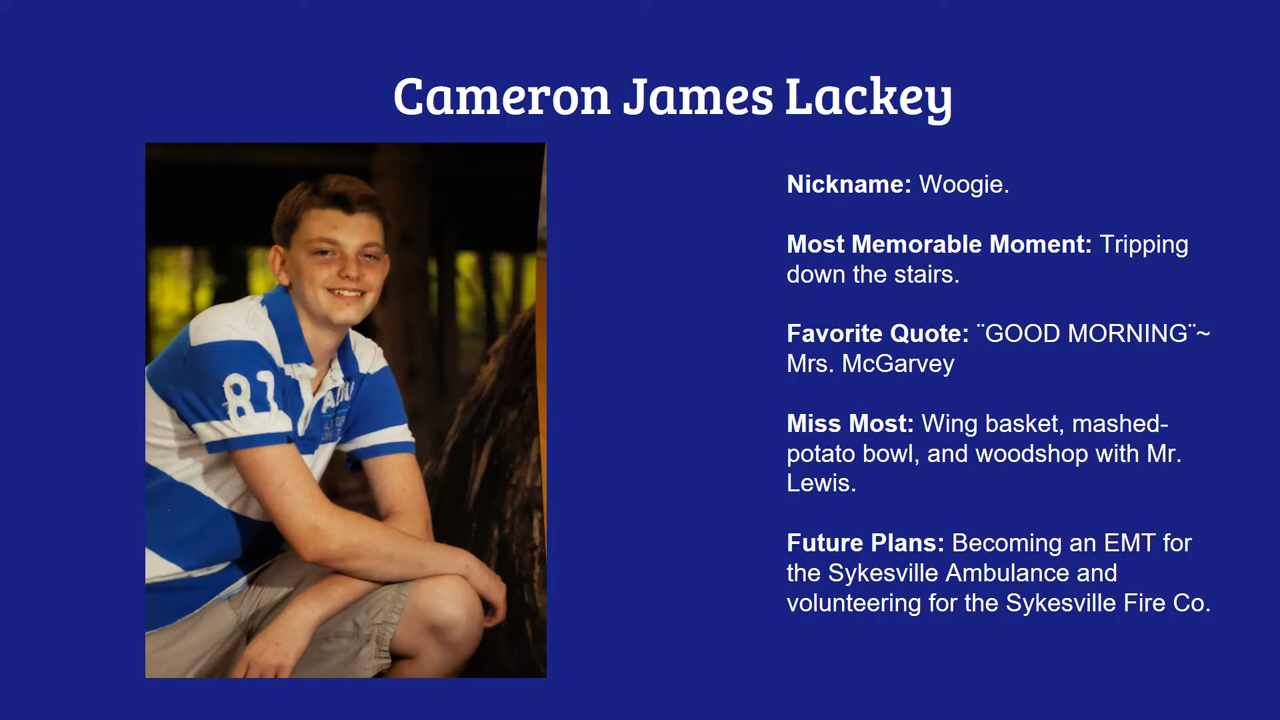 Cameron James Lackey
Nickname: Woogie.
Most Memorable Moment: Tripping
down the stairs.
Favorite Quote: ¨GOOD MORNING¨~
Mrs. McGarvey
Miss Most: Wing basket, mashed-
potato bowl, and woodshop with Mr.
Lewis.
Future Plans: Becoming an EMT for
the Sykesville Ambulance and
volunteering for the Sykesville Fire Co.
87